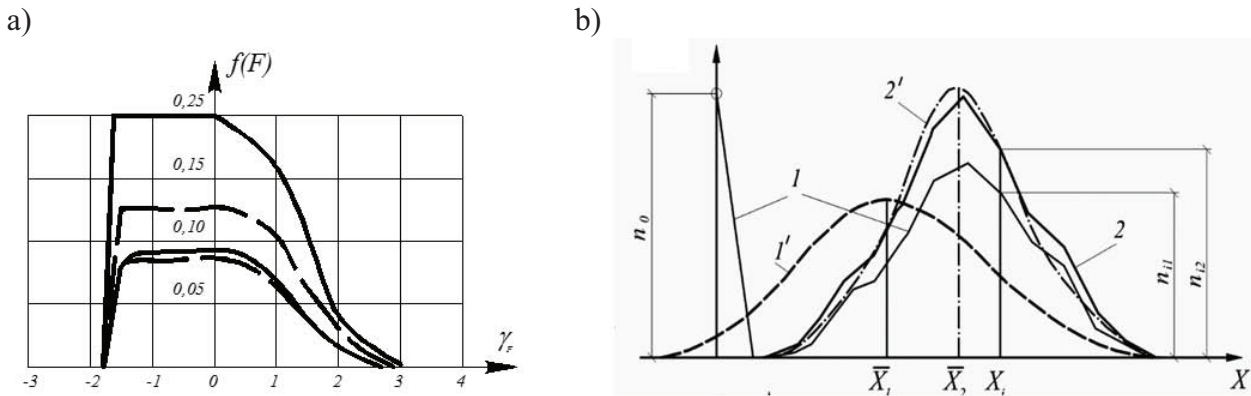 a)
f(F)
0,25
0,15
0,10
0,05
γF
-3 -2 -1 0 1 2 3 4
b)
2'
1
n0
1'
2
ni1
ni2
X̅1 X̅2 Xi X